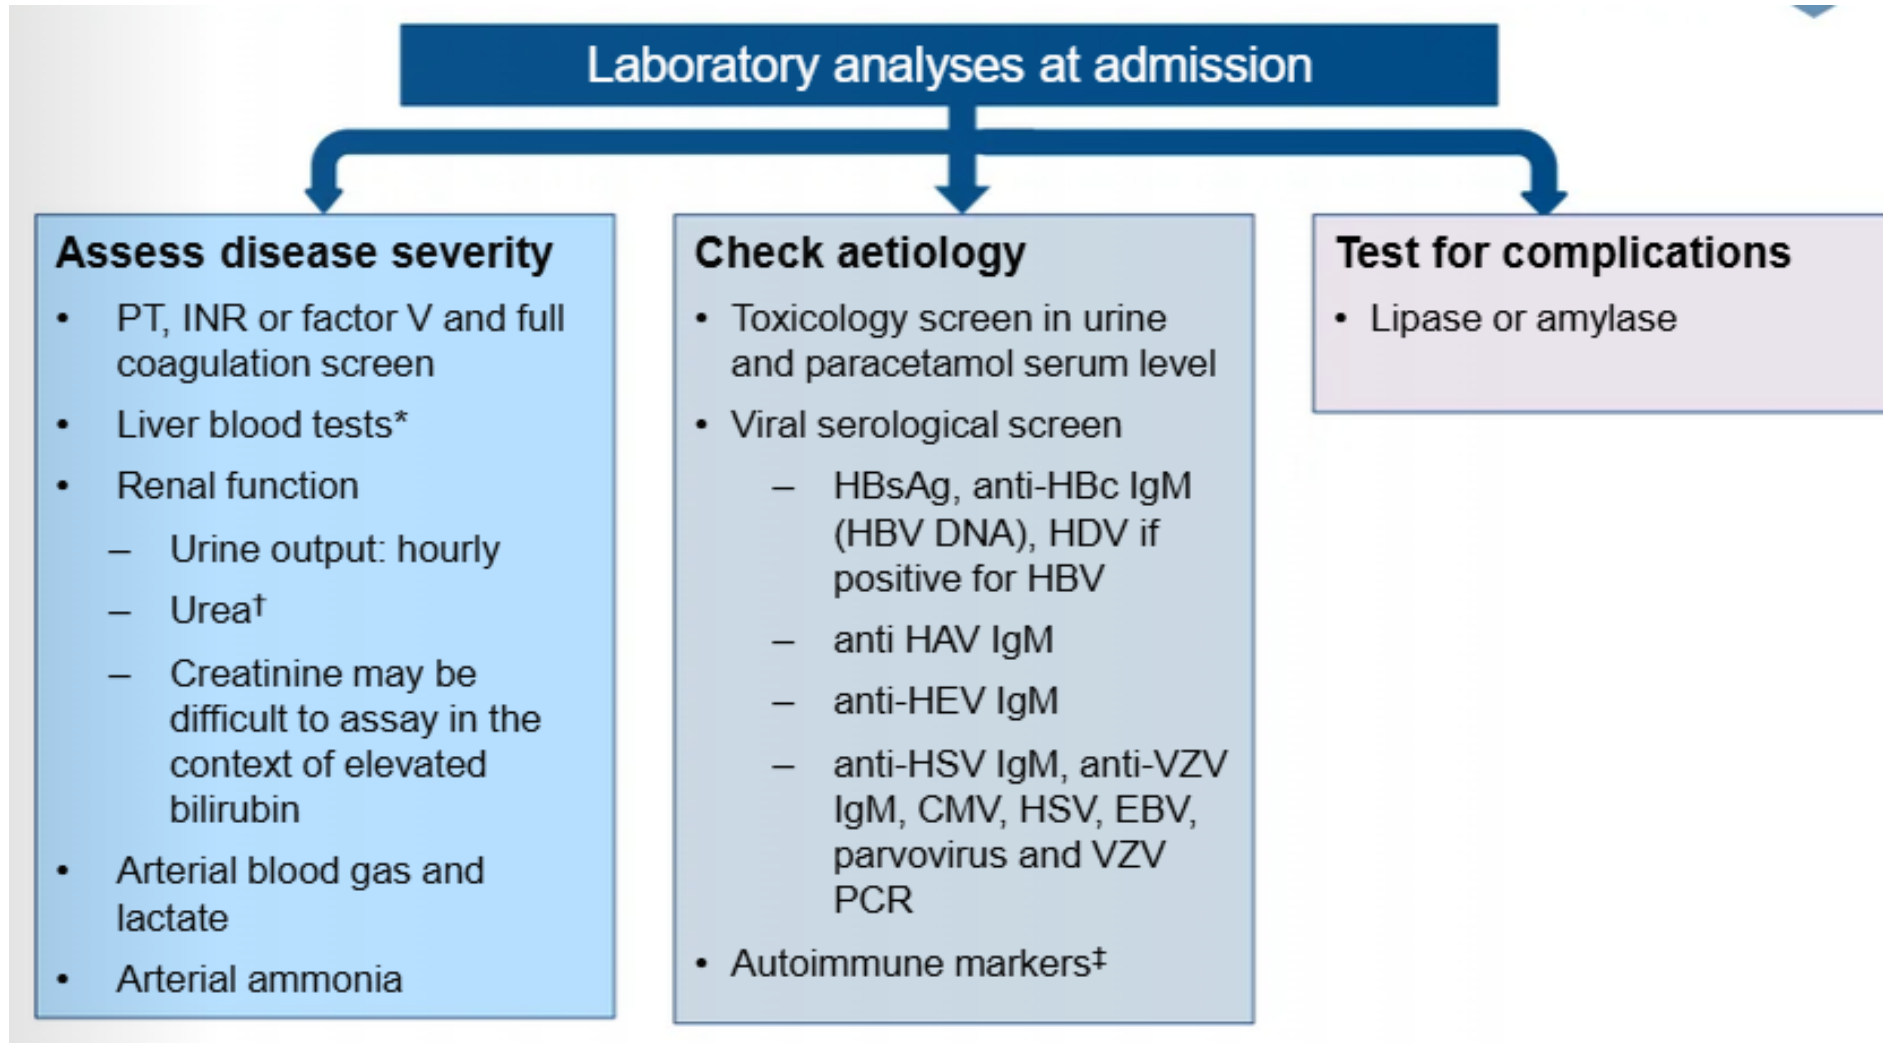 Laboratory analyses at admission
Assess disease severity
• PT, INR or factor V and full
coagulation screen
• Liver blood tests*
• Renal function
– Urine output: hourly
– Urea†
– Creatinine may be
difficult to assay in the
context of elevated
bilirubin
• Arterial blood gas and
lactate
• Arterial ammonia
Check aetiology
• Toxicology screen in urine
and paracetamol serum level
• Viral serological screen
– HBsAg, anti-HBc IgM
(HBV DNA), HDV if
positive for HBV
– anti HAV IgM
– anti-HEV IgM
– anti-HSV IgM, anti-VZV
IgM, CMV, HSV, EBV,
parvovirus and VZV
PCR
• Autoimmune markers‡
Test for complications
• Lipase or amylase